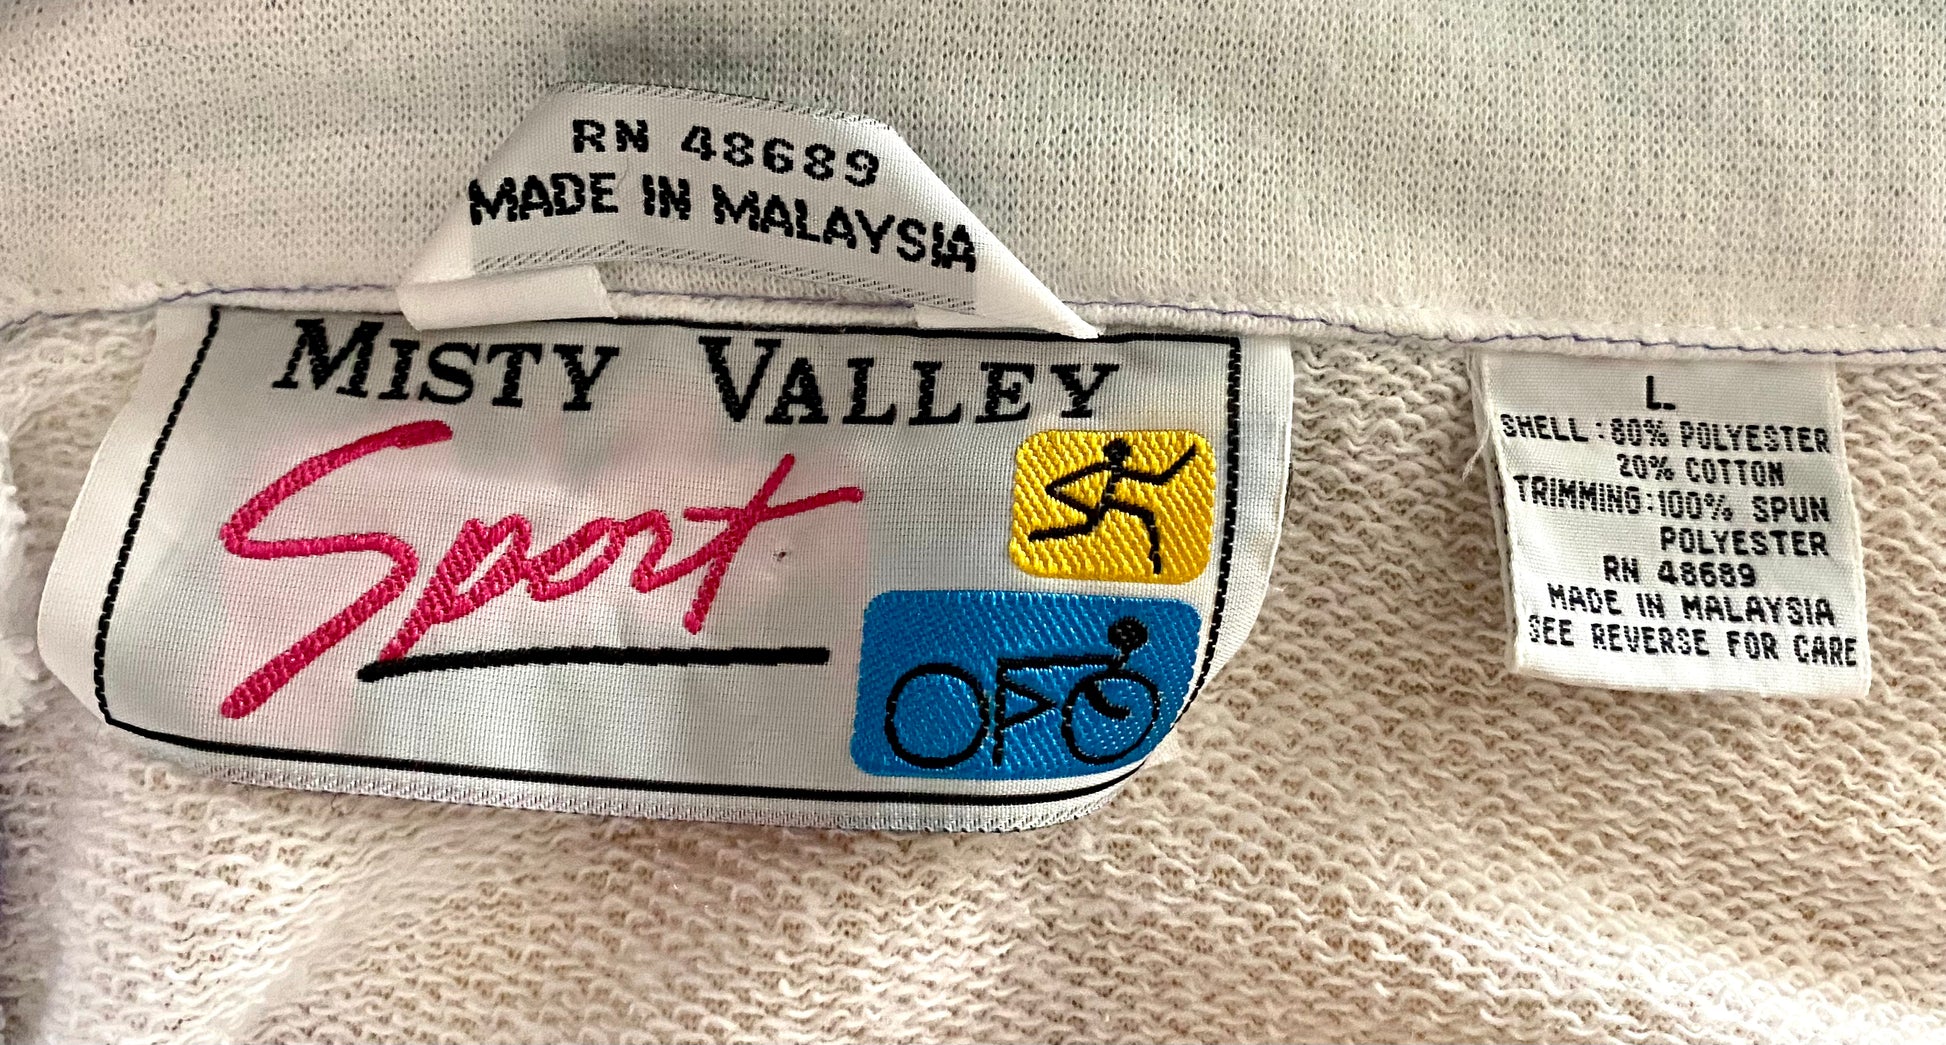 RN 48689
MADE IN MALAYSIA
MISTY VALLEY
Sport
L
SHELL : 80% POLYESTER
20% COTTON
TRIMMING : 100% SPUN
POLYESTER
RN 48689
MADE IN MALAYSIA
SEE REVERSE FOR CARE